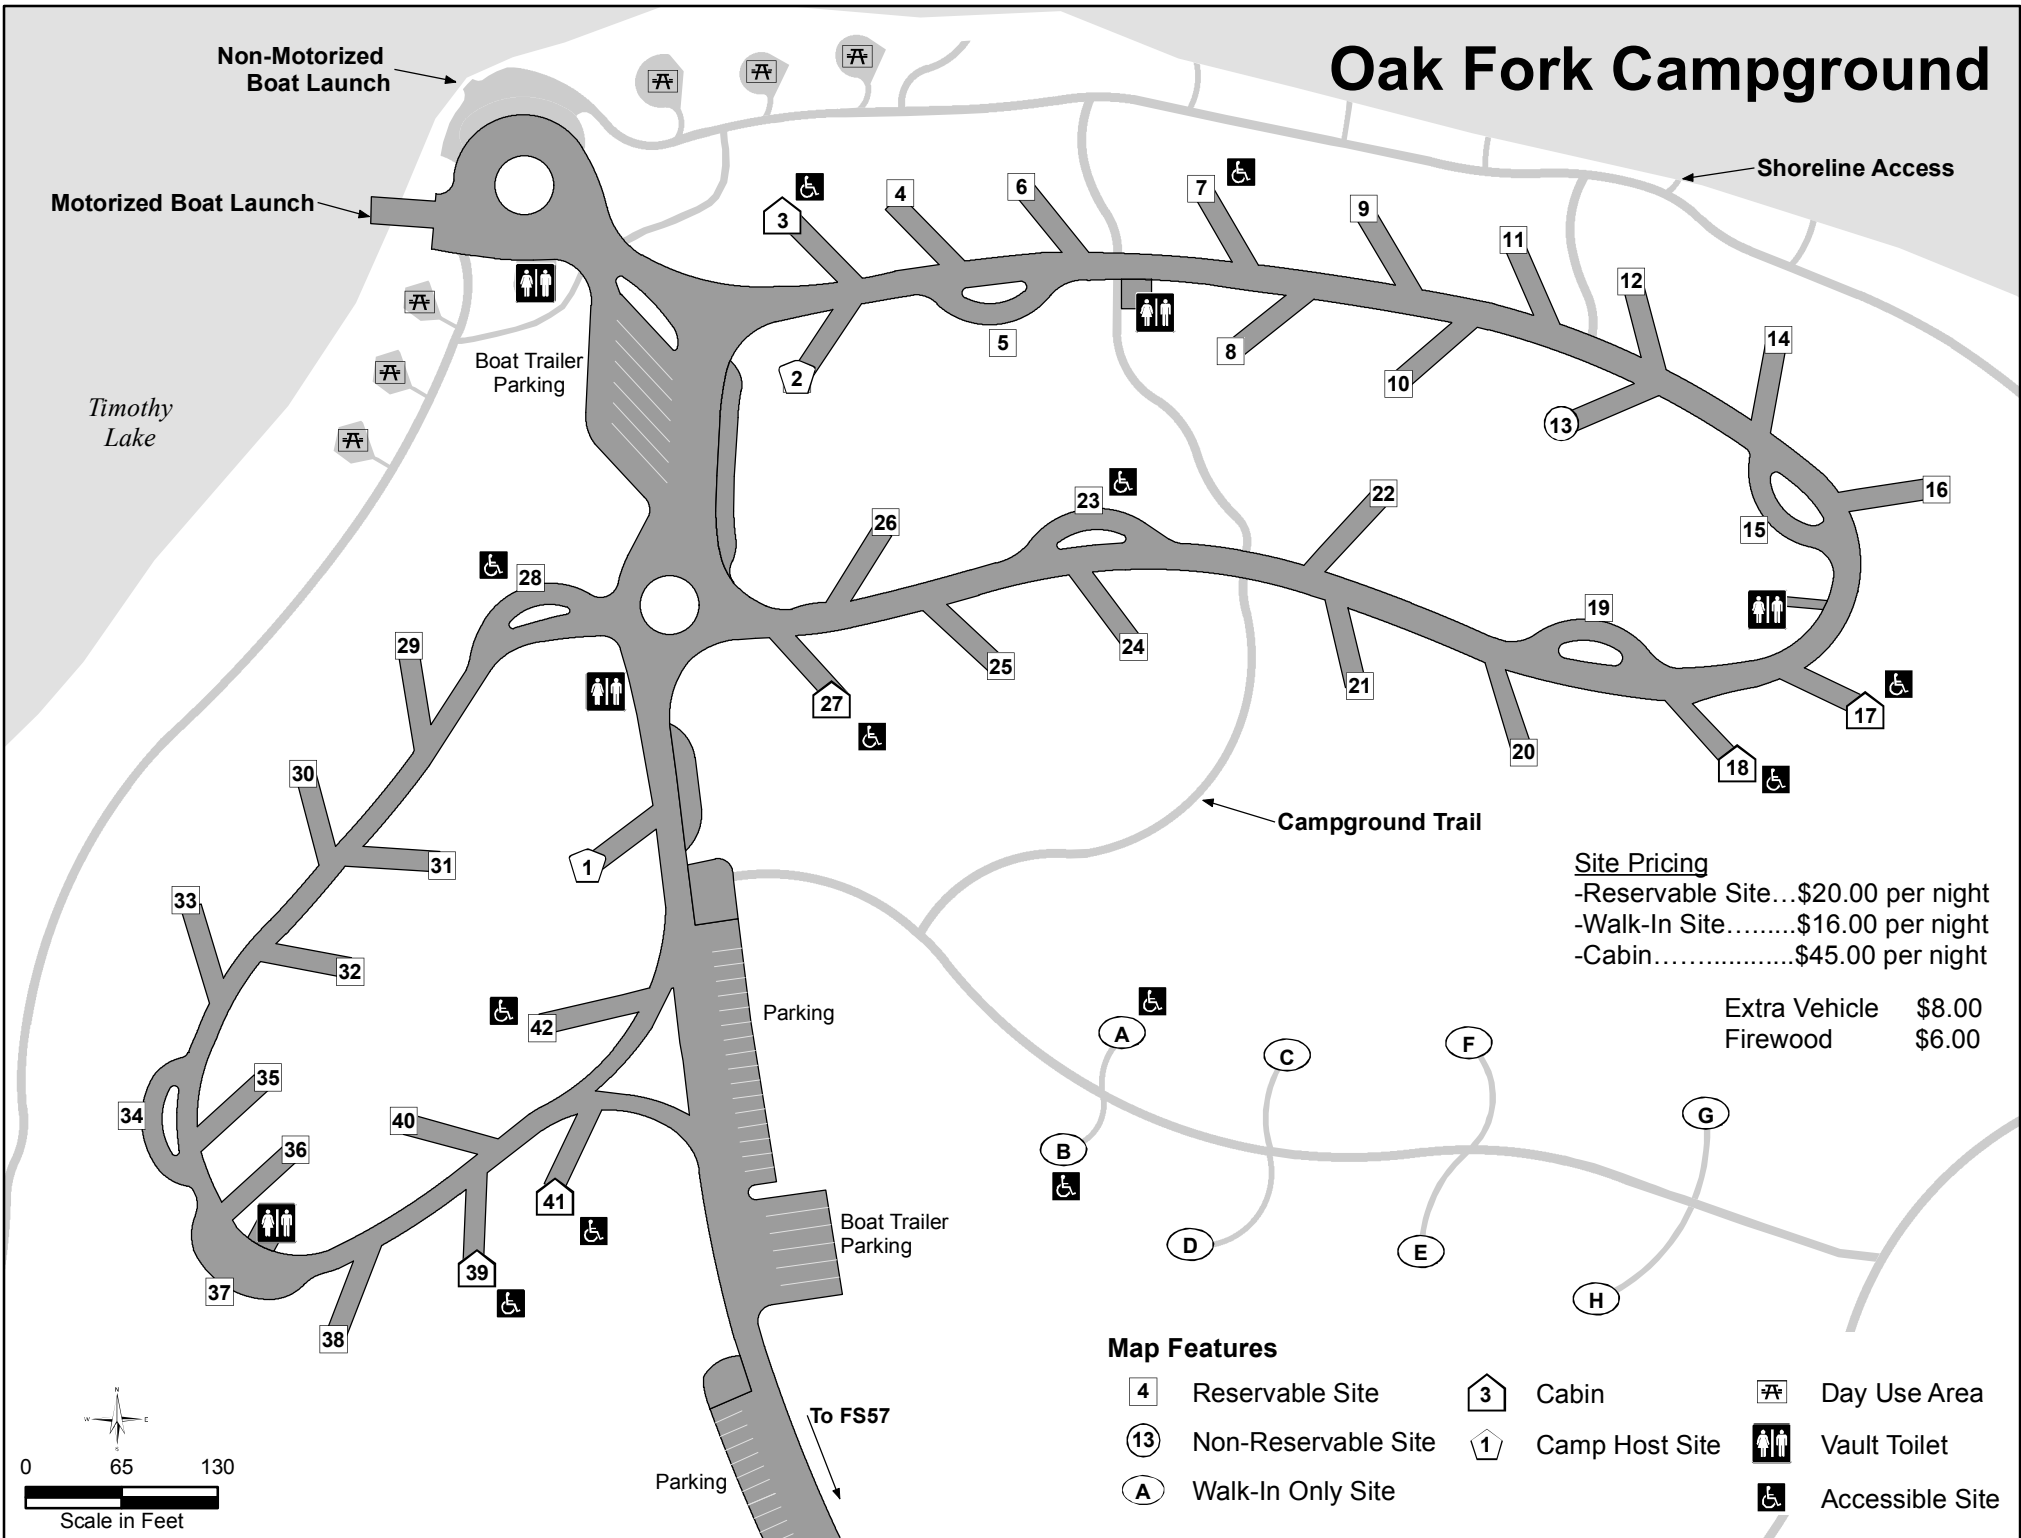 Oak Fork Campground
Non-Motorized
Boat Launch
Motorized Boat Launch
Shoreline Access
3
4
6
7
9
11
12
14
16
2
5
8
10
13
15
Boat Trailer
Parking
Timothy
Lake
22
23
26
28
19
24
25
21
20
27
17
18
29
30
31
1
33
32
Campground Trail
Site Pricing
-Reservable Site…$20.00 per night
-Walk-In Site….......$16.00 per night
-Cabin……............$45.00 per night
Extra Vehicle $8.00
Firewood $6.00
42
Parking
35
34
40
36
41
39
37
38
A
B
C
D
F
E
G
H
Boat Trailer
Parking
To FS57
Parking
N
W E
S
0 65 130
Scale in Feet
Map Features
4 Reservable Site
13 Non-Reservable Site
A Walk-In Only Site
3 Cabin
1 Camp Host Site
Day Use Area
Vault Toilet
Accessible Site